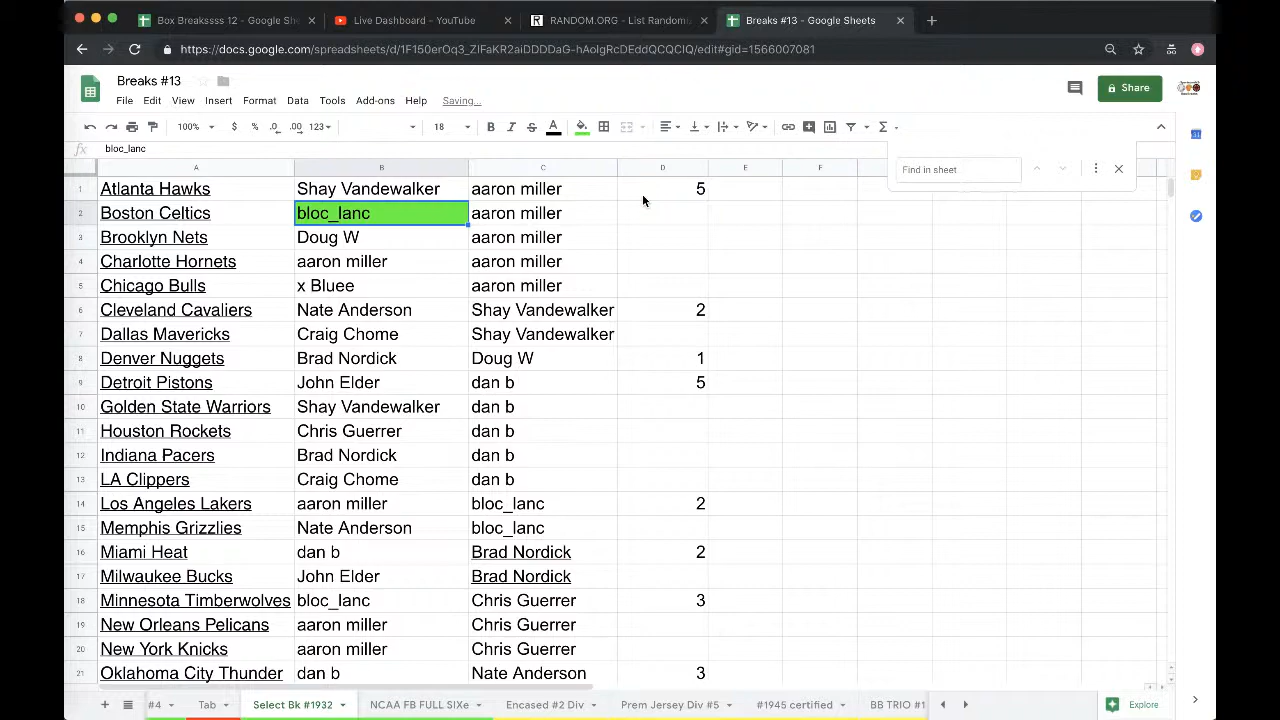 Box Breakssss 12 - Google She
Live Dashboard - YouTube
RANDOM.ORG - List Randomi
Breaks #13 - Google Sheets
https://docs.google.com/spreadsheets/d/1F150erOq3_ZIFaKR2aiDDDDaG-hAoIgRcDEddQCQCIQ/edit#gid=1566007081
Breaks #13
File Edit View Insert Format Data Tools Add-ons Help Saving...
Share
100% $ % .0 .00 123 18
fx bloc_lanc
Find in sheet
A B C D E F
1 Atlanta Hawks Shay Vandewalker aaron miller 5
2 Boston Celtics bloc_lanc aaron miller
3 Brooklyn Nets Doug W aaron miller
4 Charlotte Hornets aaron miller aaron miller
5 Chicago Bulls x Bluee aaron miller
6 Cleveland Cavaliers Nate Anderson Shay Vandewalker 2
7 Dallas Mavericks Craig Chome Shay Vandewalker
8 Denver Nuggets Brad Nordick Doug W 1
9 Detroit Pistons John Elder dan b 5
10 Golden State Warriors Shay Vandewalker dan b
11 Houston Rockets Chris Guerrer dan b
12 Indiana Pacers Brad Nordick dan b
13 LA Clippers Craig Chome dan b
14 Los Angeles Lakers aaron miller bloc_lanc 2
15 Memphis Grizzlies Nate Anderson bloc_lanc
16 Miami Heat dan b Brad Nordick 2
17 Milwaukee Bucks John Elder Brad Nordick
18 Minnesota Timberwolves bloc_lanc Chris Guerrer 3
19 New Orleans Pelicans aaron miller Chris Guerrer
20 New York Knicks aaron miller Chris Guerrer
21 Oklahoma City Thunder dan b Nate Anderson 3
#4 Tab Select Bk #1932 NCAA FB FULL SIX Encased #2 Div Prem Jersey Div #5 #1945 certified BB TRIO #1
Explore